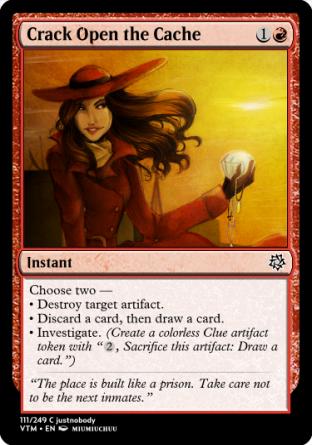 Crack Open the Cache 1
Instant
Choose two —
• Destroy target artifact.
• Discard a card, then draw a card.
• Investigate. (Create a colorless Clue artifact
token with “2, Sacrifice this artifact: Draw a
card.”)
“The place is built like a prison. Take care not
to be the next inmates.”
111/249 C justnobody
VTM • EN MIUMIUCHUU